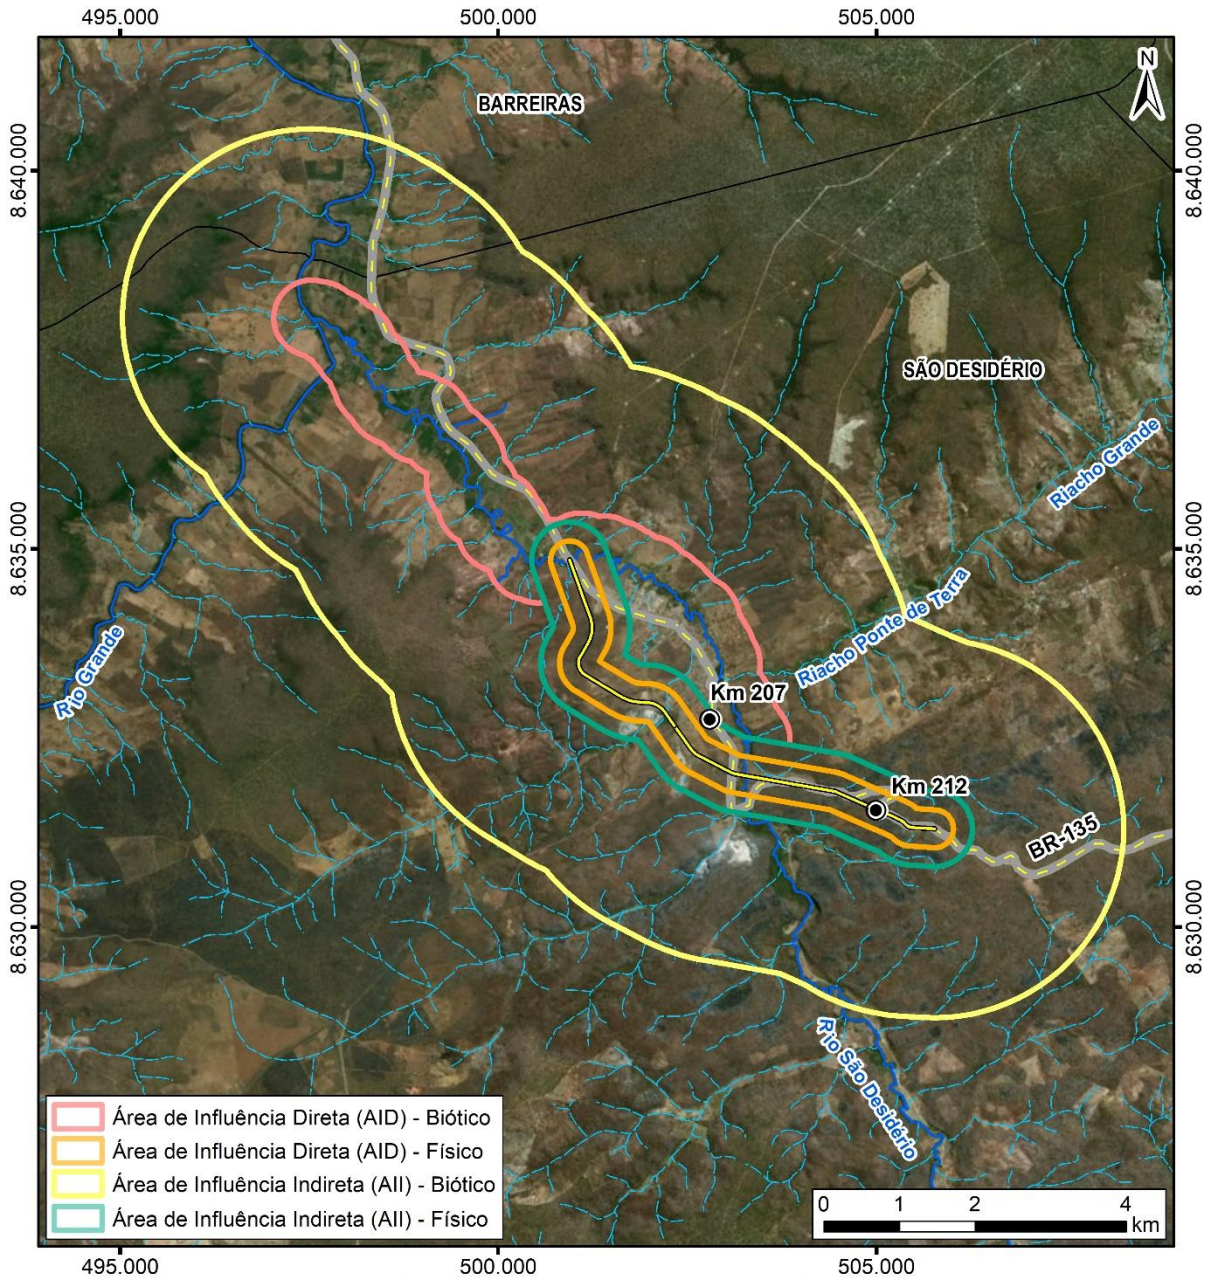 495.000
500.000
505.000
N
BARREIRAS
8.640.000
8.640.000
SÃO DESIDÉRIO
Riacho Grande
8.635.000
8.635.000
Riacho Ponte de Terra
Rio Grande
Km 207
Km 212
BR-135
8.630.000
8.630.000
Rio São Desidério
Área de Influência Direta (AID) - Biótico
Área de Influência Direta (AID) - Físico
Área de Influência Indireta (AII) - Biótico
Área de Influência Indireta (AII) - Físico
0 1 2 4
km
495.000
500.000
505.000